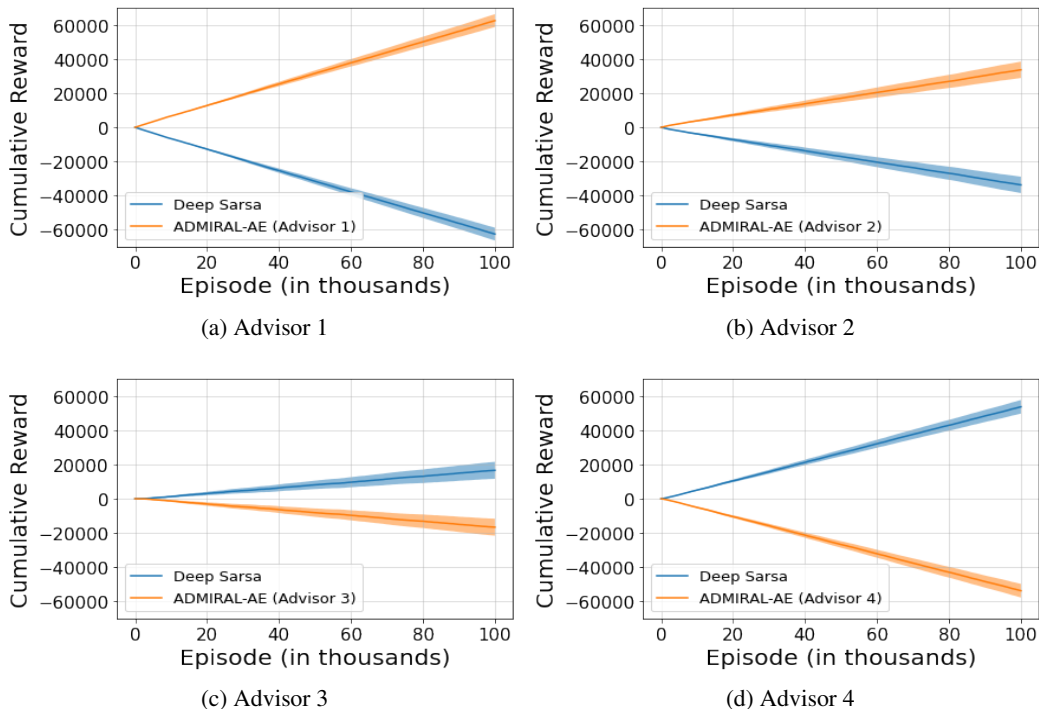 60000
40000
20000
0
−20000
−40000
−60000
Cumulative Reward
Deep Sarsa
ADMIRAL-AE (Advisor 1)
0 20 40 60 80 100
Episode (in thousands)
(a) Advisor 1
60000
40000
20000
0
−20000
−40000
−60000
Cumulative Reward
Deep Sarsa
ADMIRAL-AE (Advisor 2)
0 20 40 60 80 100
Episode (in thousands)
(b) Advisor 2
60000
40000
20000
0
−20000
−40000
−60000
Cumulative Reward
Deep Sarsa
ADMIRAL-AE (Advisor 3)
0 20 40 60 80 100
Episode (in thousands)
(c) Advisor 3
60000
40000
20000
0
−20000
−40000
−60000
Cumulative Reward
Deep Sarsa
ADMIRAL-AE (Advisor 4)
0 20 40 60 80 100
Episode (in thousands)
(d) Advisor 4